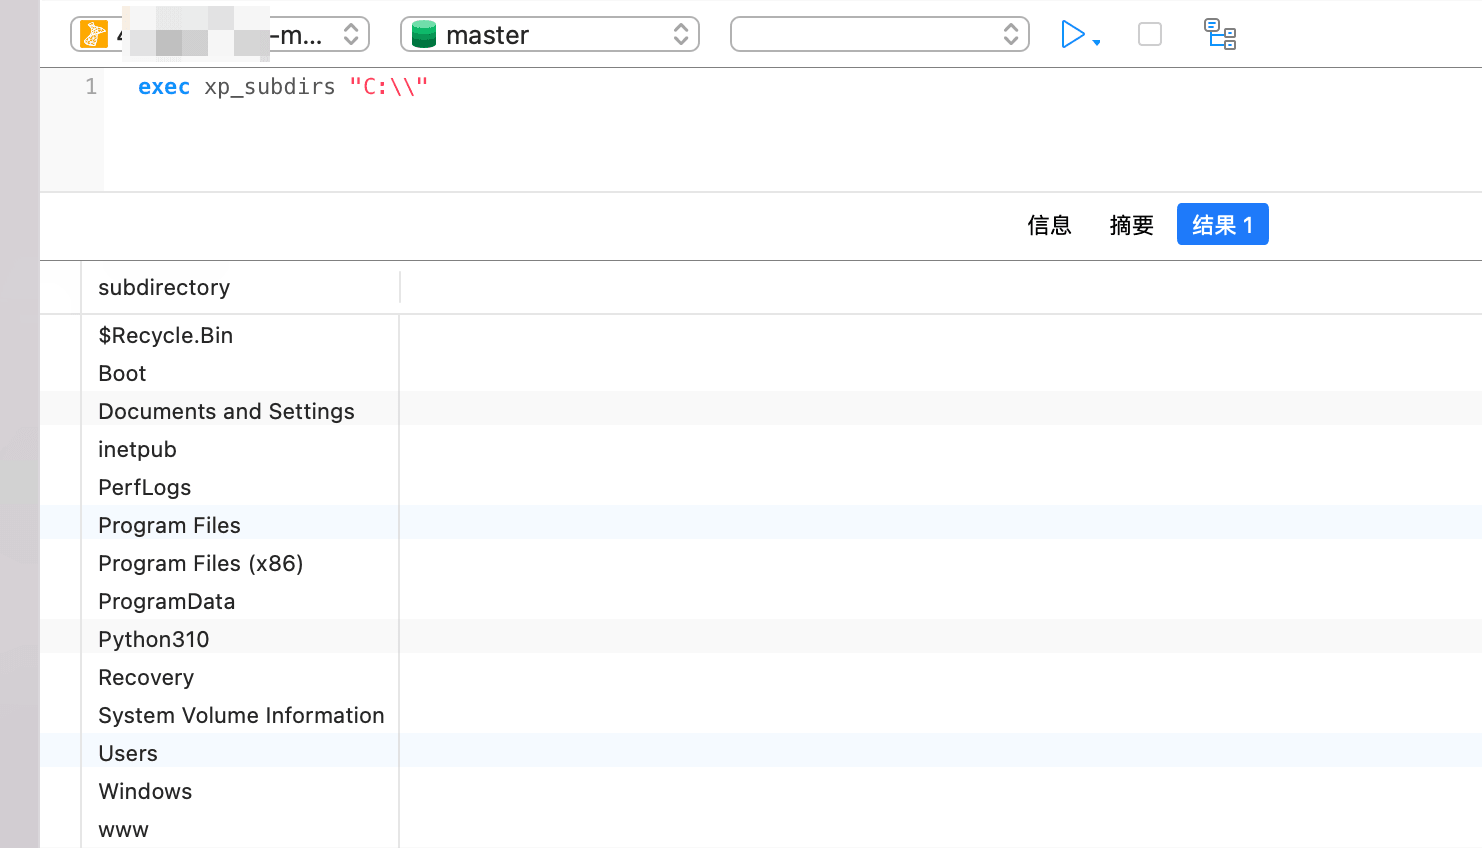 -m...
master
1 exec xp_subdirs "C:\\"
信息 摘要 结果 1
subdirectory
$Recycle.Bin
Boot
Documents and Settings
inetpub
PerfLogs
Program Files
Program Files (x86)
ProgramData
Python310
Recovery
System Volume Information
Users
Windows
www